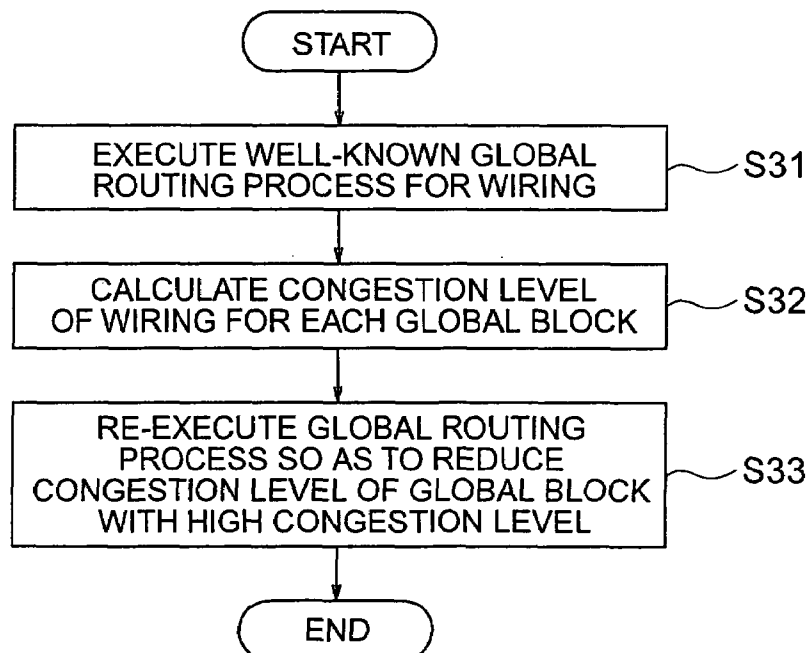 START
EXECUTE WELL-KNOWN GLOBAL
ROUTING PROCESS FOR WIRING
S31
CALCULATE CONGESTION LEVEL
OF WIRING FOR EACH GLOBAL BLOCK
S32
RE-EXECUTE GLOBAL ROUTING
PROCESS SO AS TO REDUCE
CONGESTION LEVEL OF GLOBAL BLOCK
WITH HIGH CONGESTION LEVEL
S33
END